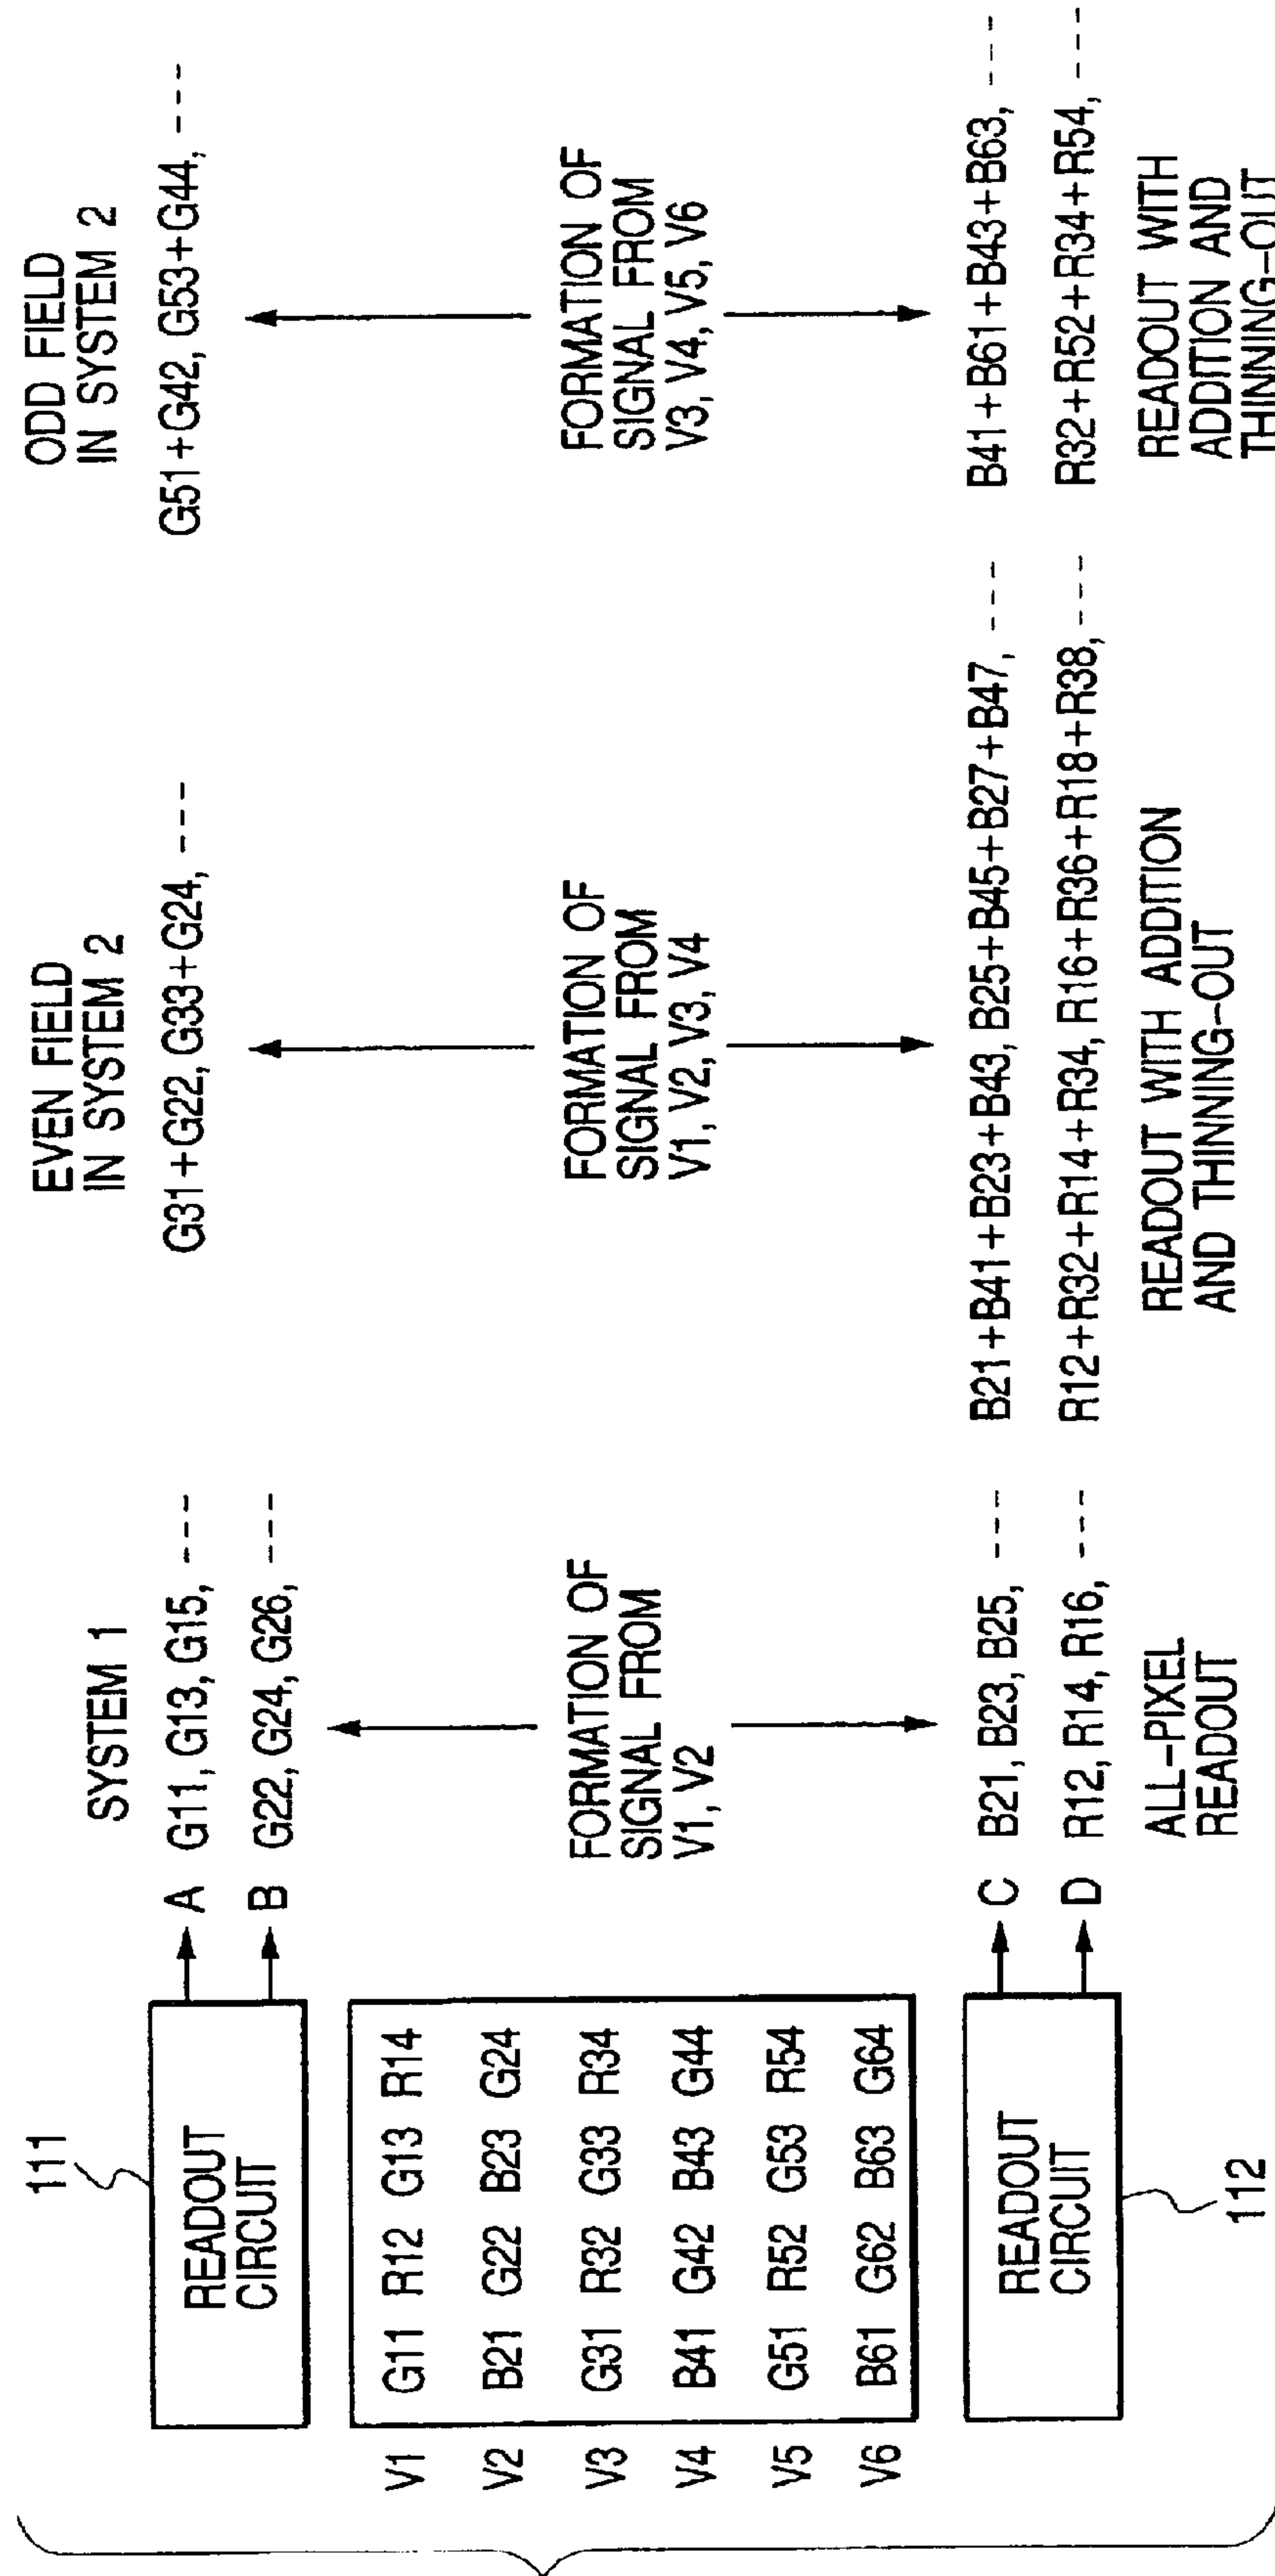 111
READOUT
CIRCUIT
V1 G11 R12 G13 R14
V2 B21 G22 B23 G24
V3 G31 R32 G33 R34
V4 B41 G42 B43 G44
V5 G51 R52 G53 R54
V6 B61 G62 B63 G64
READOUT
CIRCUIT
112
SYSTEM 1
A G11, G13, G15, ---
B G22, G24, G26, ---
FORMATION OF
SIGNAL FROM
V1, V2
C B21, B23, B25, ---
D R12, R14, R16, ---
ALL-PIXEL
READOUT
EVEN FIELD
IN SYSTEM 2
G31+G22, G33+G24, ---
FORMATION OF
SIGNAL FROM
V1, V2, V3, V4
B21+B41+B23+B43, B25+B45+B27+B47, ---
R12+R32+R14+R34, R16+R36+R18+R38, ---
READOUT WITH ADDITION
AND THINNING-OUT
ODD FIELD
IN SYSTEM 2
G51+G42, G53+G44, ---
FORMATION OF
SIGNAL FROM
V3, V4, V5, V6
B41+B61+B43+B63, ---
R32+R52+R34+R54, ---
READOUT WITH
ADDITION AND
THINNING-OUT